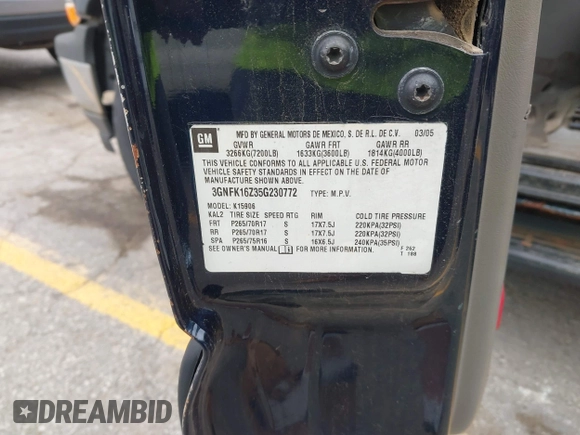 GM
MFD BY GENERAL MOTORS DE MEXICO, S. DE R.L. DE C.V. 03/05
GVWR GAWR FRT GAWR RR
3266KG(7200LB) 1633KG(3600LB) 1814KG(4000LB)
THIS VEHICLE CONFORMS TO ALL APPLICABLE U.S. FEDERAL MOTOR
VEHICLE SAFETY STANDARDS IN EFFECT ON THE DATE OF
MANUFACTURE SHOWN ABOVE.
3GNFK16Z35G230772 TYPE: M.P.V.
MODEL: K15906
KAL2 TIRE SIZE SPEED RTG RIM COLD TIRE PRESSURE
FRT P265/70R17 S 17X7.5J 220KPA(32PSI)
RR P265/70R17 S 17X7.5J 220KPA(32PSI)
SPA P265/75R16 S 16X6.5J 240KPA(35PSI)
SEE OWNER'S MANUAL FOR MORE INFORMATION. F 262
T 188
DREAMBID